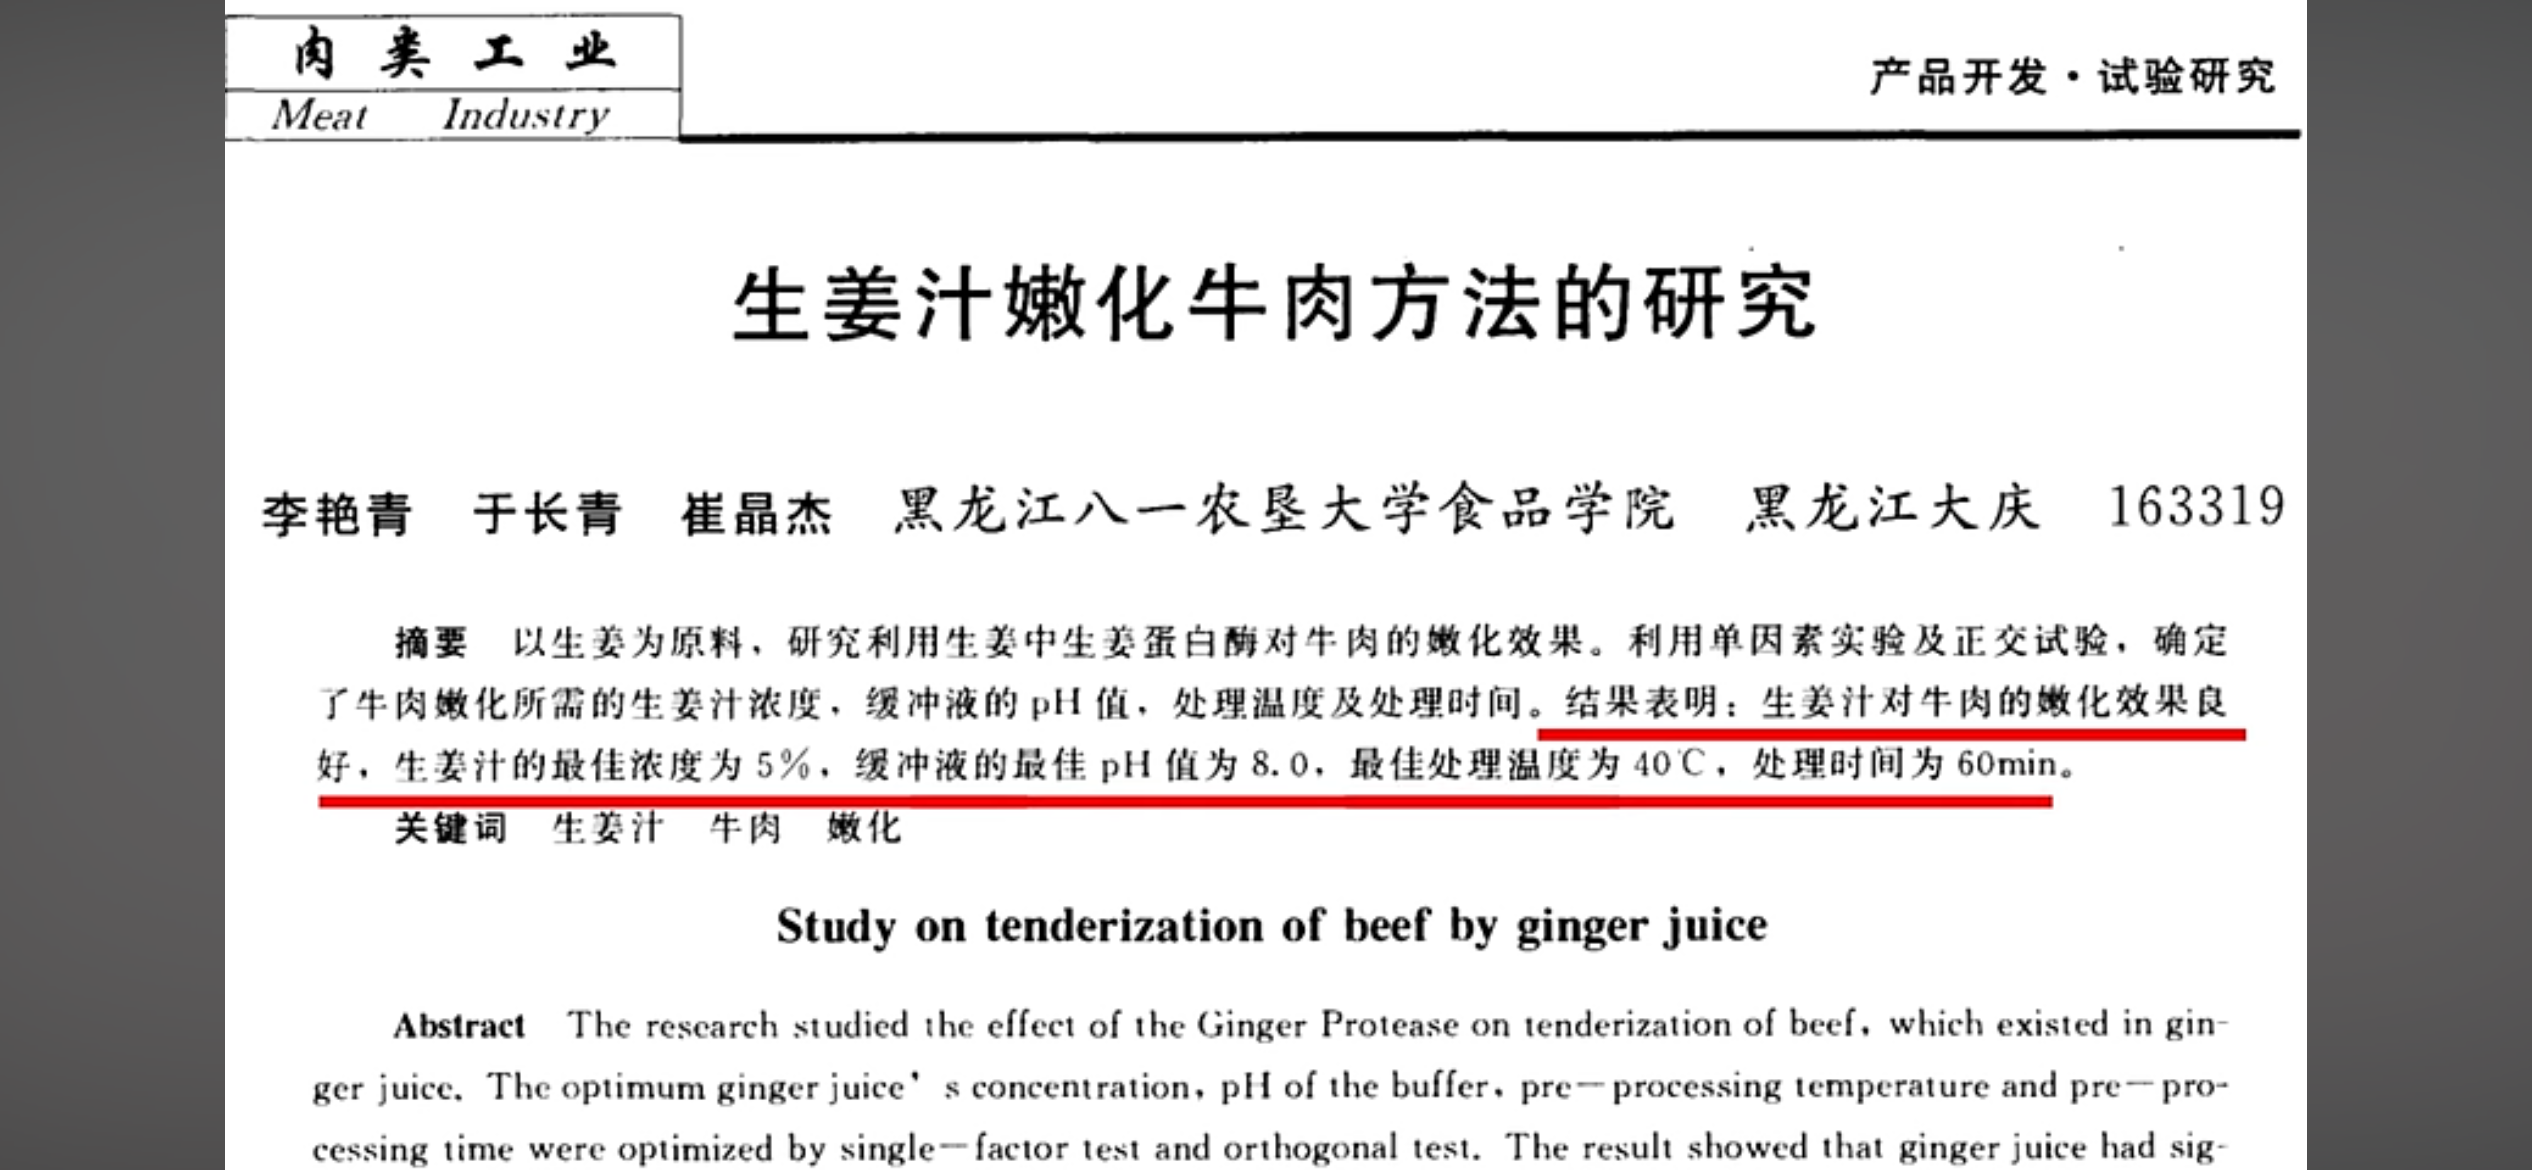 肉类工业
Meat Industry
产品开发·试验研究
生姜汁嫩化牛肉方法的研究
李艳青 于长青 崔晶杰 黑龙江八一农垦大学食品学院 黑龙江大庆 163319
摘要 以生姜为原料，研究利用生姜中生姜蛋白酶对牛肉的嫩化效果。利用单因素实验及正交试验，确定
了牛肉嫩化所需的生姜汁浓度，缓冲液的 pH 值，处理温度及处理时间。结果表明：生姜汁对牛肉的嫩化效果良
好，生姜汁的最佳浓度为 5%，缓冲液的最佳 pH 值为 8.0，最佳处理温度为 40℃，处理时间为 60min。
关键词 生姜汁 牛肉 嫩化
Study on tenderization of beef by ginger juice
Abstract The research studied the effect of the Ginger Protease on tenderization of beef, which existed in gin-
ger juice. The optimum ginger juice's concentration, pH of the buffer, pre-processing temperature and pre-pro-
cessing time were optimized by single-factor test and orthogonal test. The result showed that ginger juice had sig-